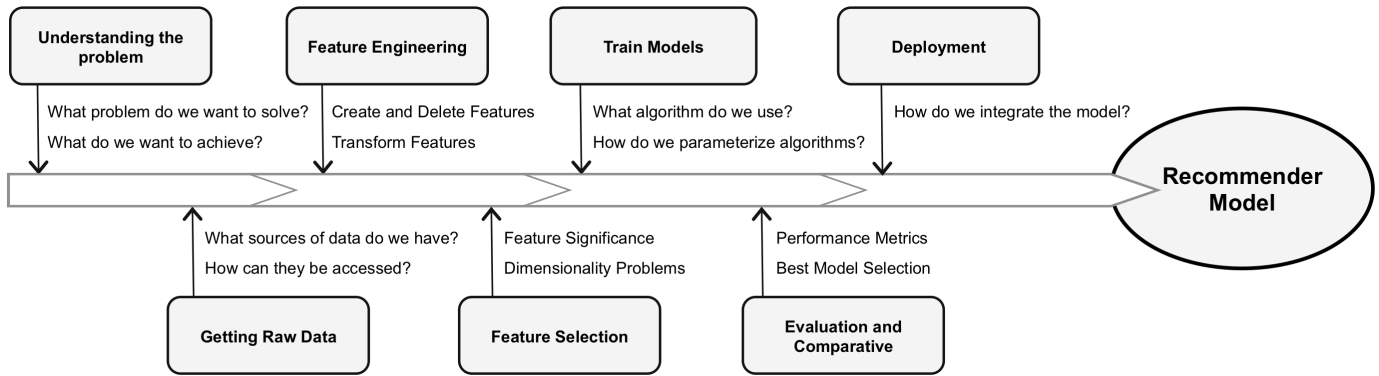 Understanding the
problem
Feature Engineering
Train Models
Deployment
What problem do we want to solve?
What do we want to achieve?
Create and Delete Features
Transform Features
What algorithm do we use?
How do we parameterize algorithms?
How do we integrate the model?
Recommender
Model
What sources of data do we have?
How can they be accessed?
Feature Significance
Dimensionality Problems
Performance Metrics
Best Model Selection
Getting Raw Data
Feature Selection
Evaluation and
Comparative